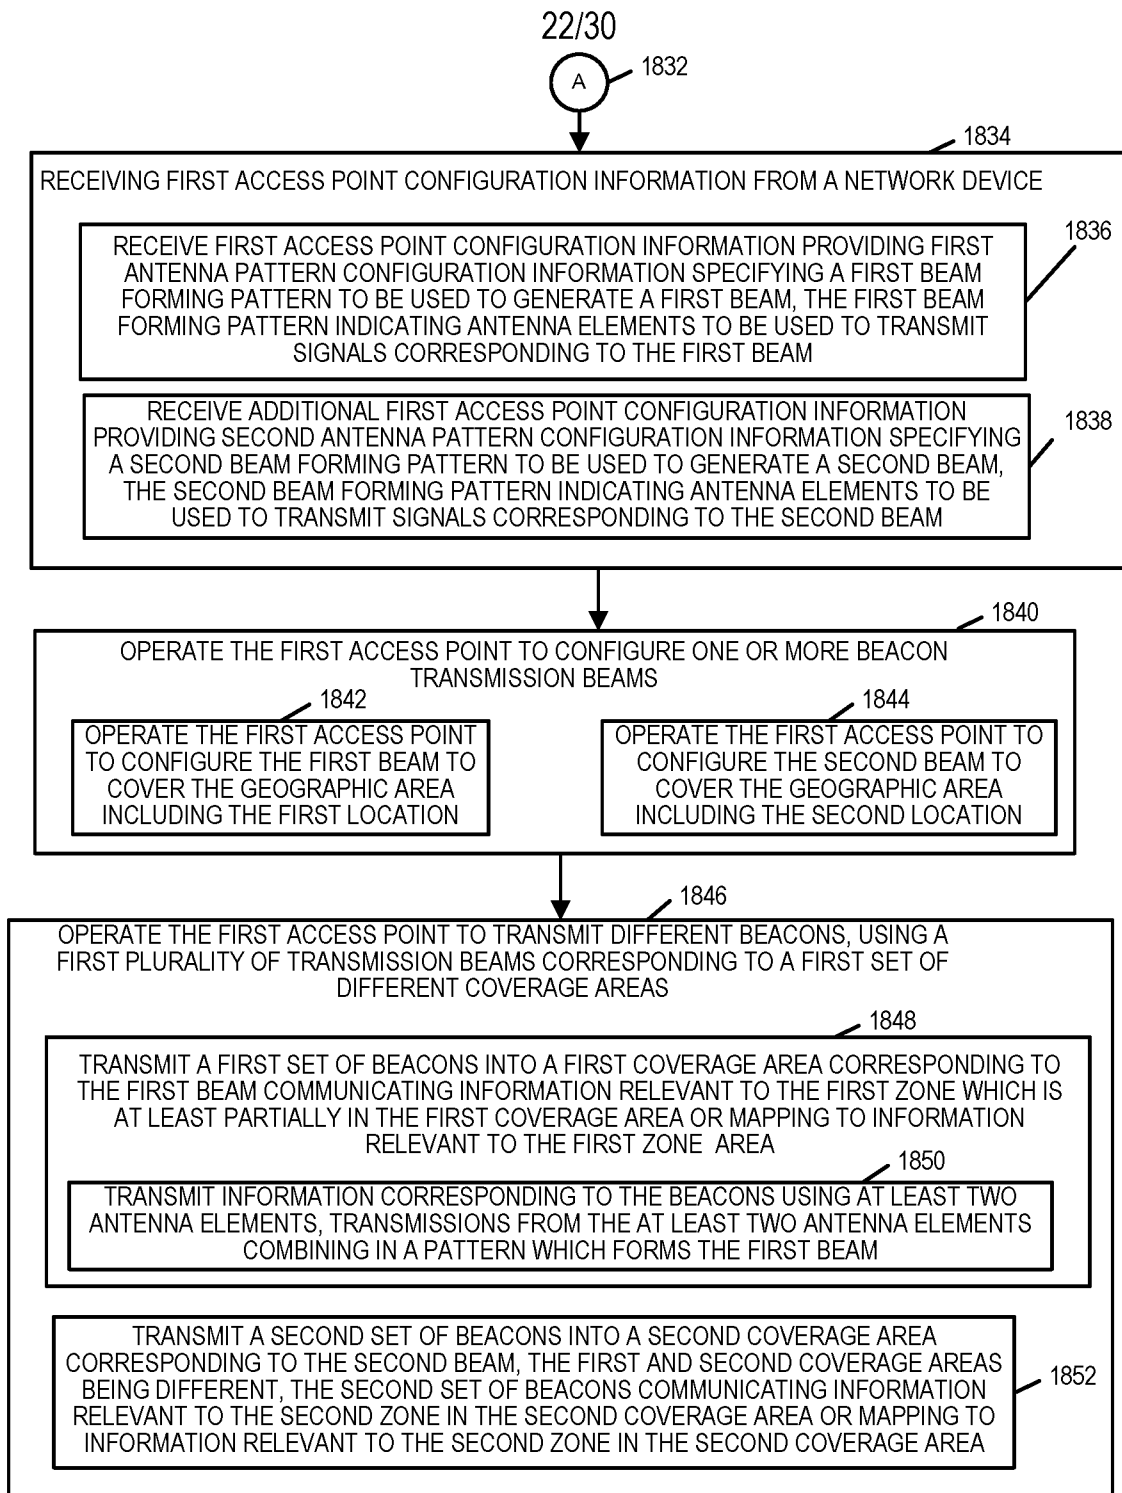 22/30
A
1832
1834
RECEIVING FIRST ACCESS POINT CONFIGURATION INFORMATION FROM A NETWORK DEVICE
1836
RECEIVE FIRST ACCESS POINT CONFIGURATION INFORMATION PROVIDING FIRST
ANTENNA PATTERN CONFIGURATION INFORMATION SPECIFYING A FIRST BEAM
FORMING PATTERN TO BE USED TO GENERATE A FIRST BEAM, THE FIRST BEAM
FORMING PATTERN INDICATING ANTENNA ELEMENTS TO BE USED TO TRANSMIT
SIGNALS CORRESPONDING TO THE FIRST BEAM
1838
RECEIVE ADDITIONAL FIRST ACCESS POINT CONFIGURATION INFORMATION
PROVIDING SECOND ANTENNA PATTERN CONFIGURATION INFORMATION SPECIFYING
A SECOND BEAM FORMING PATTERN TO BE USED TO GENERATE A SECOND BEAM,
THE SECOND BEAM FORMING PATTERN INDICATING ANTENNA ELEMENTS TO BE
USED TO TRANSMIT SIGNALS CORRESPONDING TO THE SECOND BEAM
1840
OPERATE THE FIRST ACCESS POINT TO CONFIGURE ONE OR MORE BEACON
TRANSMISSION BEAMS
1842
OPERATE THE FIRST ACCESS POINT
TO CONFIGURE THE FIRST BEAM TO
COVER THE GEOGRAPHIC AREA
INCLUDING THE FIRST LOCATION
1844
OPERATE THE FIRST ACCESS POINT TO
CONFIGURE THE SECOND BEAM TO
COVER THE GEOGRAPHIC AREA
INCLUDING THE SECOND LOCATION
1846
OPERATE THE FIRST ACCESS POINT TO TRANSMIT DIFFERENT BEACONS, USING A
FIRST PLURALITY OF TRANSMISSION BEAMS CORRESPONDING TO A FIRST SET OF
DIFFERENT COVERAGE AREAS
1848
TRANSMIT A FIRST SET OF BEACONS INTO A FIRST COVERAGE AREA CORRESPONDING TO
THE FIRST BEAM COMMUNICATING INFORMATION RELEVANT TO THE FIRST ZONE WHICH IS
AT LEAST PARTIALLY IN THE FIRST COVERAGE AREA OR MAPPING TO INFORMATION
RELEVANT TO THE FIRST ZONE AREA
1850
TRANSMIT INFORMATION CORRESPONDING TO THE BEACONS USING AT LEAST TWO
ANTENNA ELEMENTS, TRANSMISSIONS FROM THE AT LEAST TWO ANTENNA ELEMENTS
COMBINING IN A PATTERN WHICH FORMS THE FIRST BEAM
TRANSMIT A SECOND SET OF BEACONS INTO A SECOND COVERAGE AREA
CORRESPONDING TO THE SECOND BEAM, THE FIRST AND SECOND COVERAGE AREAS
BEING DIFFERENT, THE SECOND SET OF BEACONS COMMUNICATING INFORMATION
RELEVANT TO THE SECOND ZONE IN THE SECOND COVERAGE AREA OR MAPPING TO
INFORMATION RELEVANT TO THE SECOND ZONE IN THE SECOND COVERAGE AREA
1852